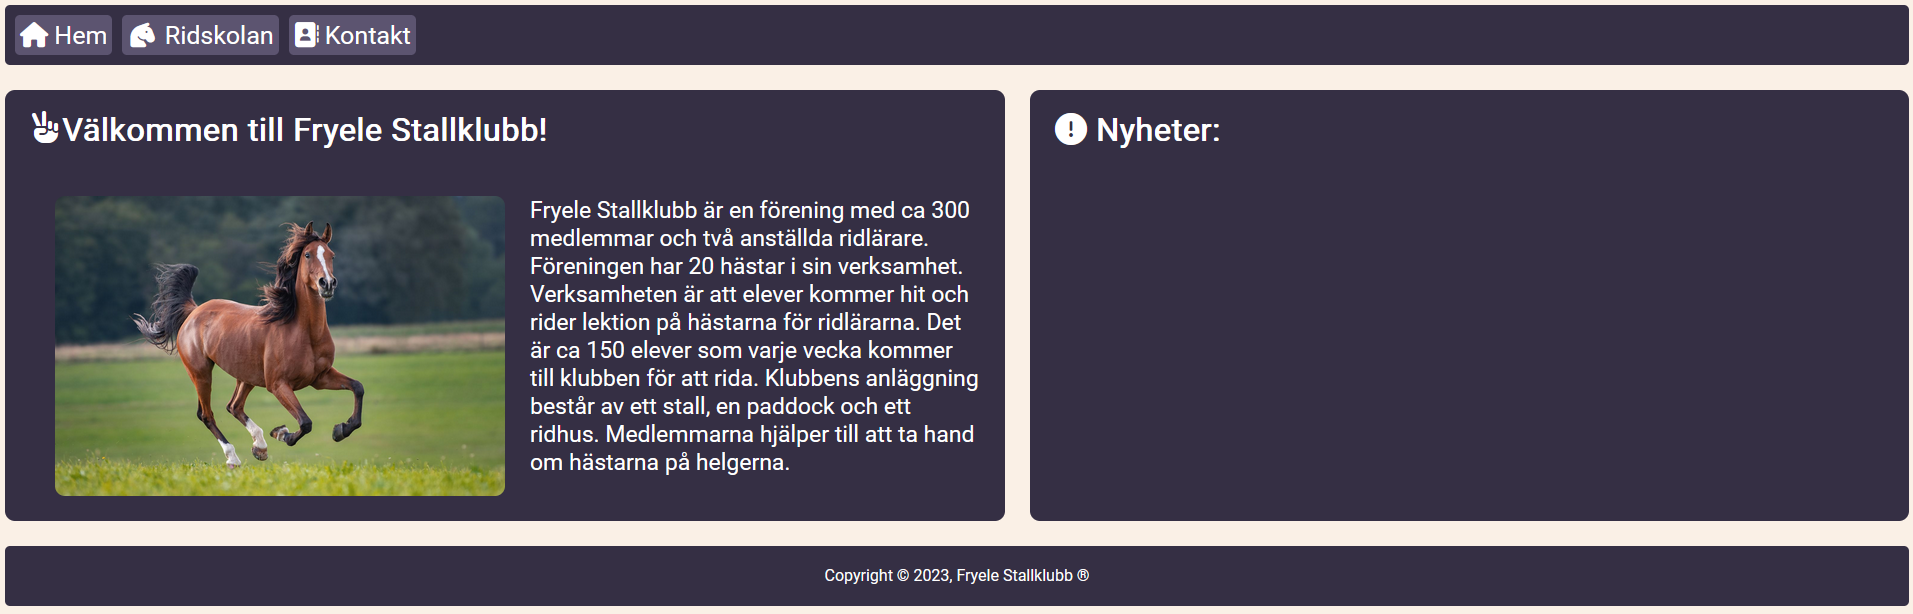 Hem Ridskolan Kontakt
Välkommen till Fryele Stallklubb!
Fryele Stallklubb är en förening med ca 300
medlemmar och två anställda ridlärare.
Föreningen har 20 hästar i sin verksamhet.
Verksamheten är att elever kommer hit och
rider lektion på hästarna för ridlärarna. Det
är ca 150 elever som varje vecka kommer
till klubben för att rida. Klubbens anläggning
består av ett stall, en paddock och ett
ridhus. Medlemmarna hjälper till att ta hand
om hästarna på helgerna.
Nyheter:
Copyright © 2023, Fryele Stallklubb ®